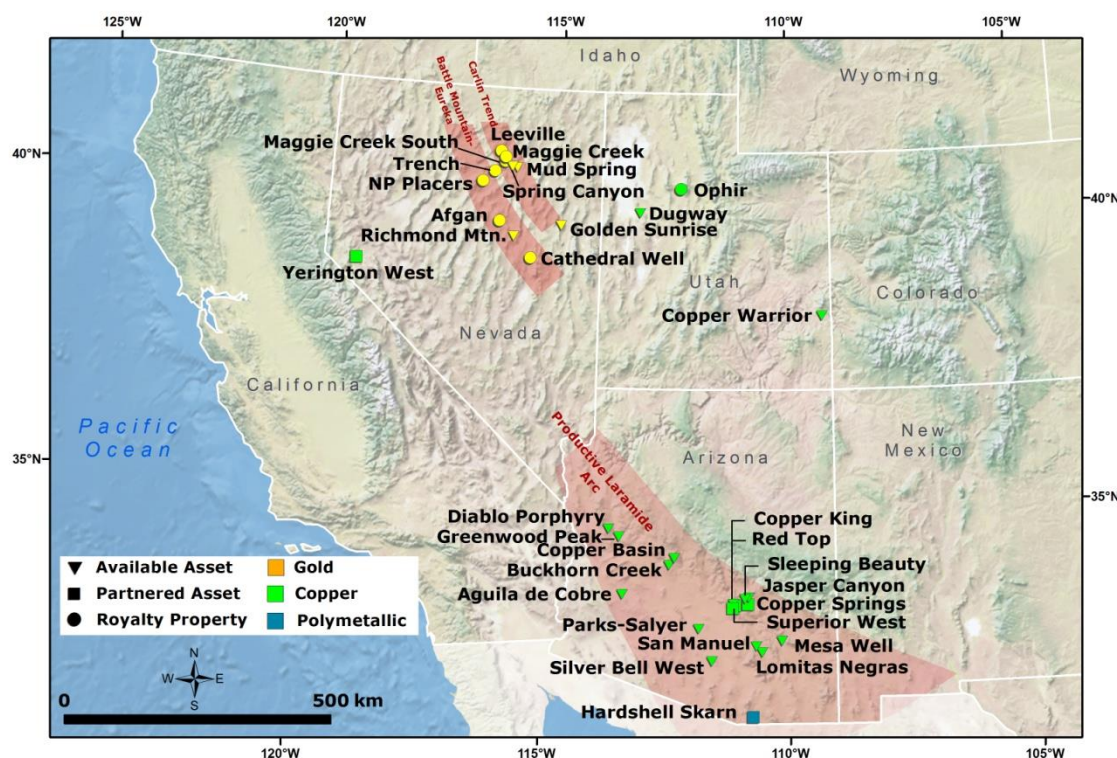 125°W
120°W
115°W
110°W
105°W
Idaho
Wyoming
Battle Mountain-
Eureka
Carlin Trend
Leeville
Maggie Creek South
Maggie Creek
40°N
Trench
Mud Spring
40°N
NP Placers
Spring Canyon
Ophir
Afgan
Dugway
Richmond Mtn.
Golden Sunrise
Cathedral Well
Yerington West
Utah
Colorado
Copper Warrior
Nevada
California
Pacific
Ocean
New
Mexico
35°N
Arizona
35°N
Productive Laramide
Arc
Diablo Porphyry
Copper King
Greenwood Peak
Red Top
Copper Basin
Sleeping Beauty
Buckhorn Creek
Jasper Canyon
Aguila de Cobre
Copper Springs
Parks-Salyer
Superior West
San Manuel
Mesa Well
Silver Bell West
Lomitas Negras
Hardshell Skarn
Available Asset
Gold
Partnered Asset
Copper
Royalty Property
Polymetallic
N
W
E
S
0
500 km
120°W
115°W
110°W
105°W